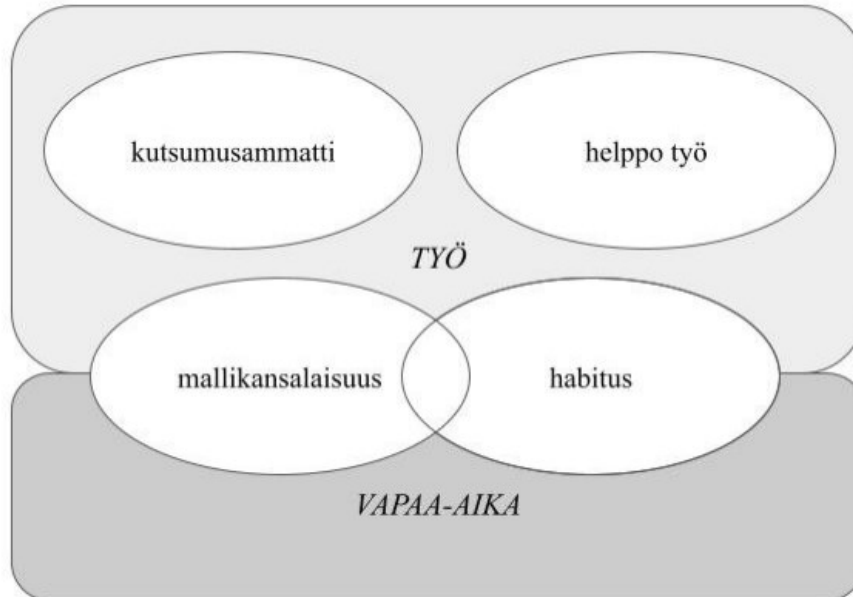 kutsumusammatti
helppo työ
TYÖ
mallikansalaisuus
habitus
VAPAA-AIKA